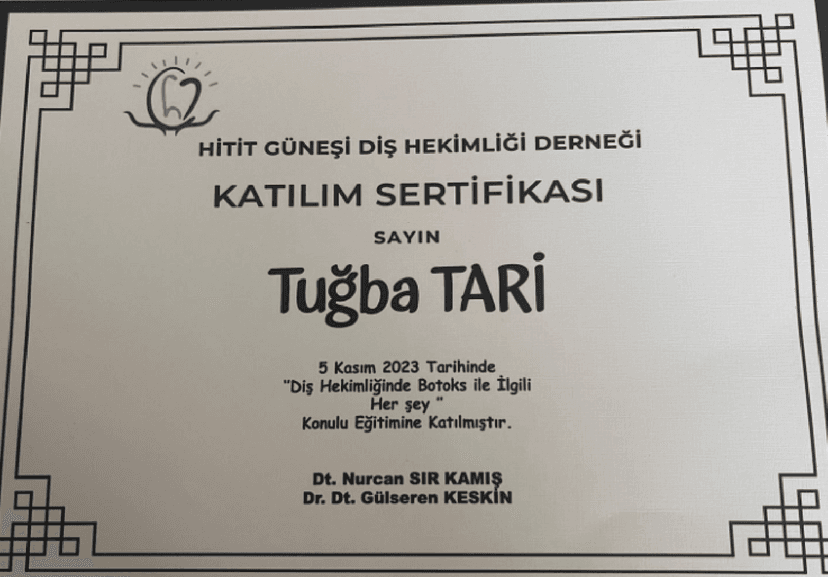 HİTİT GÜNEŞİ DİŞ HEKİMLİĞİ DERNEĞİ
KATILIM SERTİFİKASI
SAYIN
Tuğba TARİ
5 Kasım 2023 Tarihinde
"Diş Hekimliğinde Botoks ile İlgili
Her şey "
Konulu Eğitimine Katılmıştır.
Dt. Nurcan SIR KAMIŞ
Dr. Dt. Gülseren KESKİN